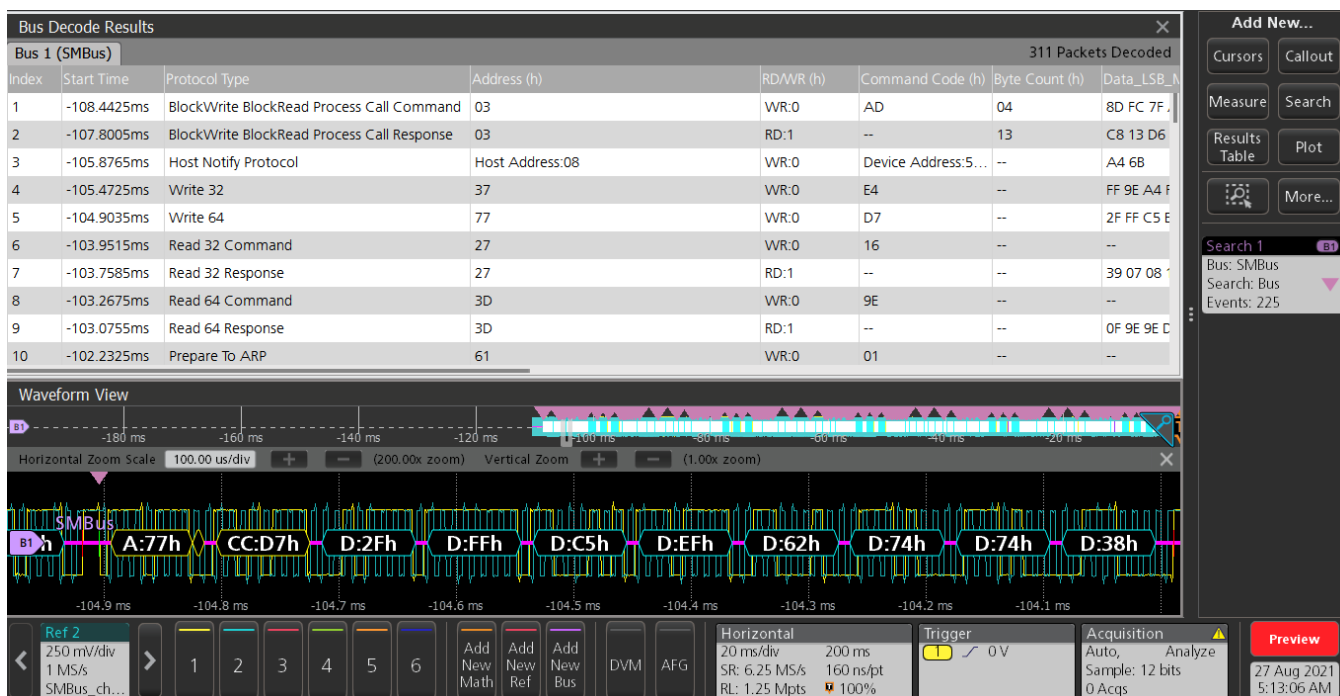 Bus Decode Results
Bus 1 (SMBus) 311 Packets Decoded
Index Start Time Protocol Type Address (h) RD/WR (h) Command Code (h) Byte Count (h) Data_LSB_
1 -108.4425ms BlockWrite BlockRead Process Call Command 03 WR:0 AD 04 8D FC 7F
2 -107.8005ms BlockWrite BlockRead Process Call Response 03 RD:1 -- 13 C8 13 D6
3 -105.8765ms Host Notify Protocol Host Address:08 WR:0 Device Address:5... -- A4 6B
4 -105.4725ms Write 32 37 WR:0 E4 -- FF 9E A4
5 -104.9035ms Write 64 77 WR:0 D7 -- 2F FF C5
6 -103.9515ms Read 32 Command 27 WR:0 16 -- --
7 -103.7585ms Read 32 Response 27 RD:1 -- -- 39 07 08
8 -103.2675ms Read 64 Command 3D WR:0 9E -- --
9 -103.0755ms Read 64 Response 3D RD:1 -- -- 0F 9E 9E
10 -102.2325ms Prepare To ARP 61 WR:0 01 -- --
Waveform View
B1
-180 ms -160 ms -140 ms -120 ms -100 ms -80 ms -60 ms -40 ms -20 ms
Horizontal Zoom Scale 100.00 us/div + — (200.00x zoom) Vertical Zoom + — (1.00x zoom)
SMBus
B1 h A:77h CC:D7h D:2Fh D:FFh D:C5h D:EFh D:62h D:74h D:74h D:38h
-104.9 ms -104.8 ms -104.7 ms -104.6 ms -104.5 ms -104.4 ms -104.3 ms -104.2 ms -104.1 ms
Ref 2
250 mV/div
1 MS/s
SMBus_ch...
1 2 3 4 5 6
Add New Math
Add New Ref
Add New Bus
DVM AFG
Horizontal
20 ms/div 200 ms
SR: 6.25 MS/s 160 ns/pt
RL: 1.25 Mpts T 100%
Trigger
1 0 V
Acquisition
Auto, Analyze
Sample: 12 bits
0 Acqs
Preview
27 Aug 2021
5:13:06 AM
Add New...
Cursors Callout
Measure Search
Results Table Plot
More...
Search 1 B1
Bus: SMBus
Search: Bus
Events: 225